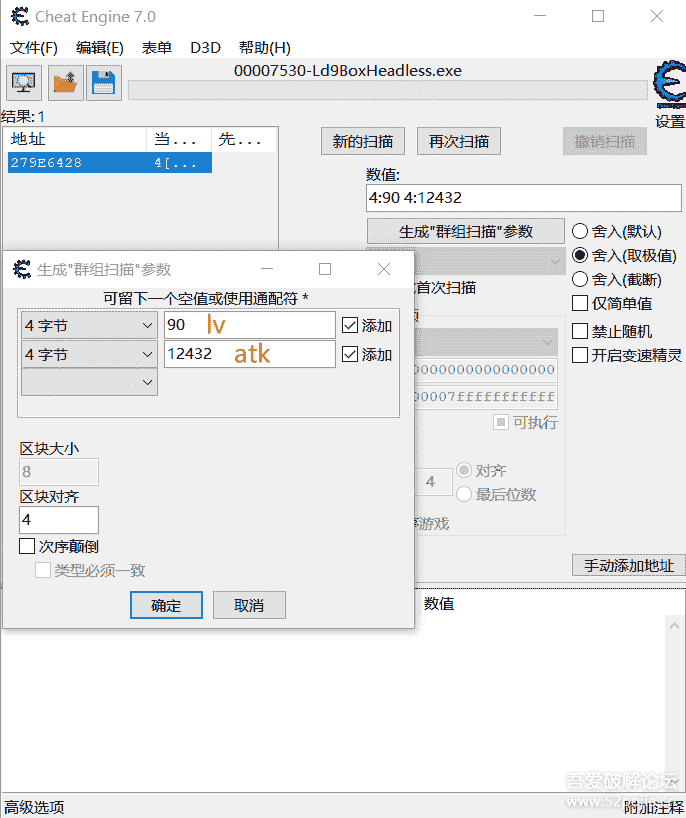 Cheat Engine 7.0
文件(F) 编辑(E) 表单 D3D 帮助(H)
00007530-Ld9BoxHeadless.exe
设置
结果:1
地址 当... 先...
279E6428 4[...
新的扫描 再次扫描 撤销扫描
数值:
4:90 4:12432
生成"群组扫描"参数
舍入(默认)
舍入(取极值)
舍入(截断)
仅简单值
禁止随机
开启变速精灵
首次扫描
0000000000000000
00007fffffffffff
可执行
4
对齐
最后位数
停游戏
手动添加地址
生成"群组扫描"参数
可留下一个空值或使用通配符 *
4 字节 90 lv 添加
4 字节 12432 atk 添加
区块大小
8
区块对齐
4
次序颠倒
类型必须一致
确定 取消
数值
高级选项 附加注释
吾爱破解论坛